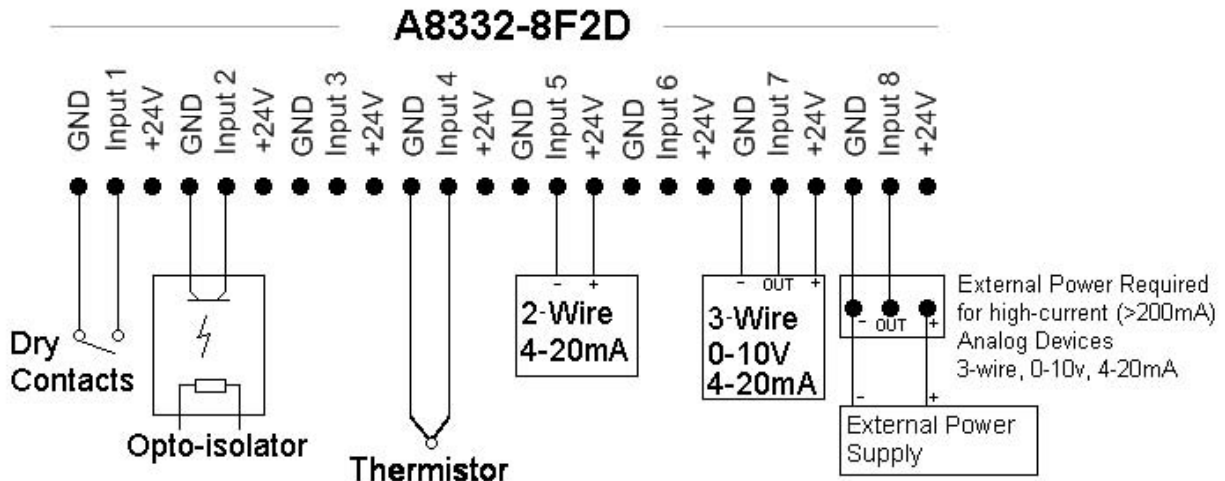 A8332-8F2D
GND
Input 1
+24V
GND
Input 2
+24V
GND
Input 3
+24V
GND
Input 4
+24V
GND
Input 5
+24V
GND
Input 6
+24V
GND
Input 7
+24V
GND
Input 8
+24V
Dry
Contacts
Opto-isolator
Thermistor
- +
2-Wire
4-20mA
- OUT +
3-Wire
0-10V
4-20mA
- OUT +
External Power Required
for high-current (>200mA)
Analog Devices
3-wire, 0-10v, 4-20mA
- +
External Power
Supply